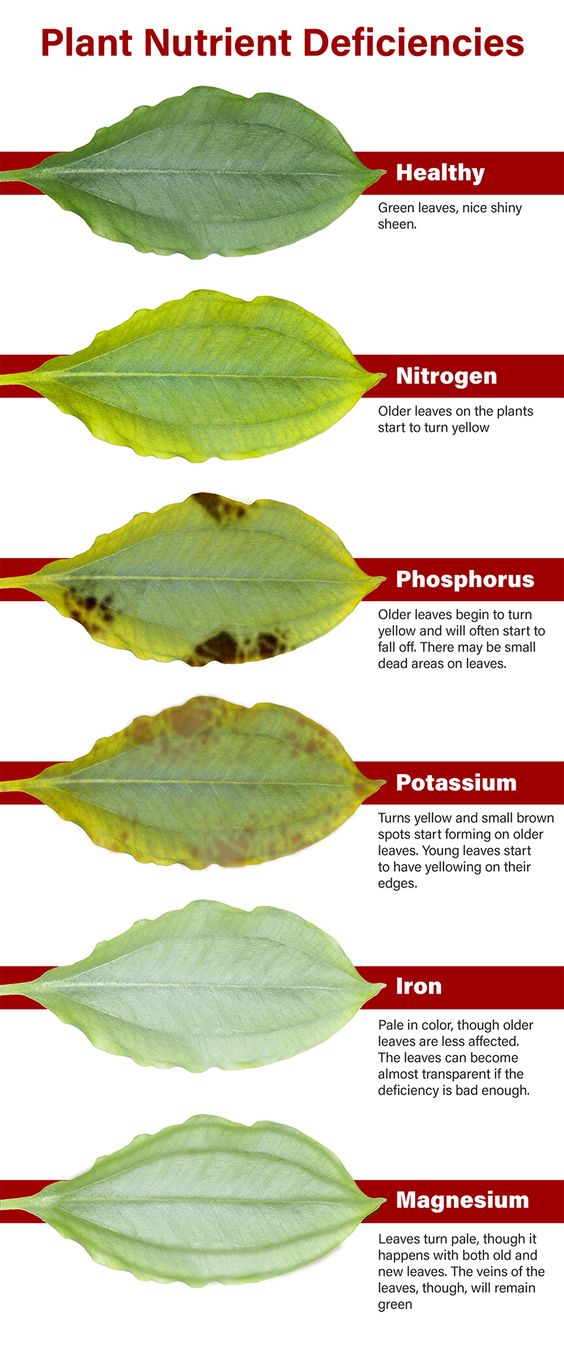 Plant Nutrient Deficiencies
Healthy
Green leaves, nice shiny
sheen.
Nitrogen
Older leaves on the plants
start to turn yellow
Phosphorus
Older leaves begin to turn
yellow and will often start to
fall off. There may be small
dead areas on leaves.
Potassium
Turns yellow and small brown
spots start forming on older
leaves. Young leaves start
to have yellowing on their
edges.
Iron
Pale in color, though older
leaves are less affected.
The leaves can become
almost transparent if the
deficiency is bad enough.
Magnesium
Leaves turn pale, though it
happens with both old and
new leaves. The veins of the
leaves, though, will remain
green